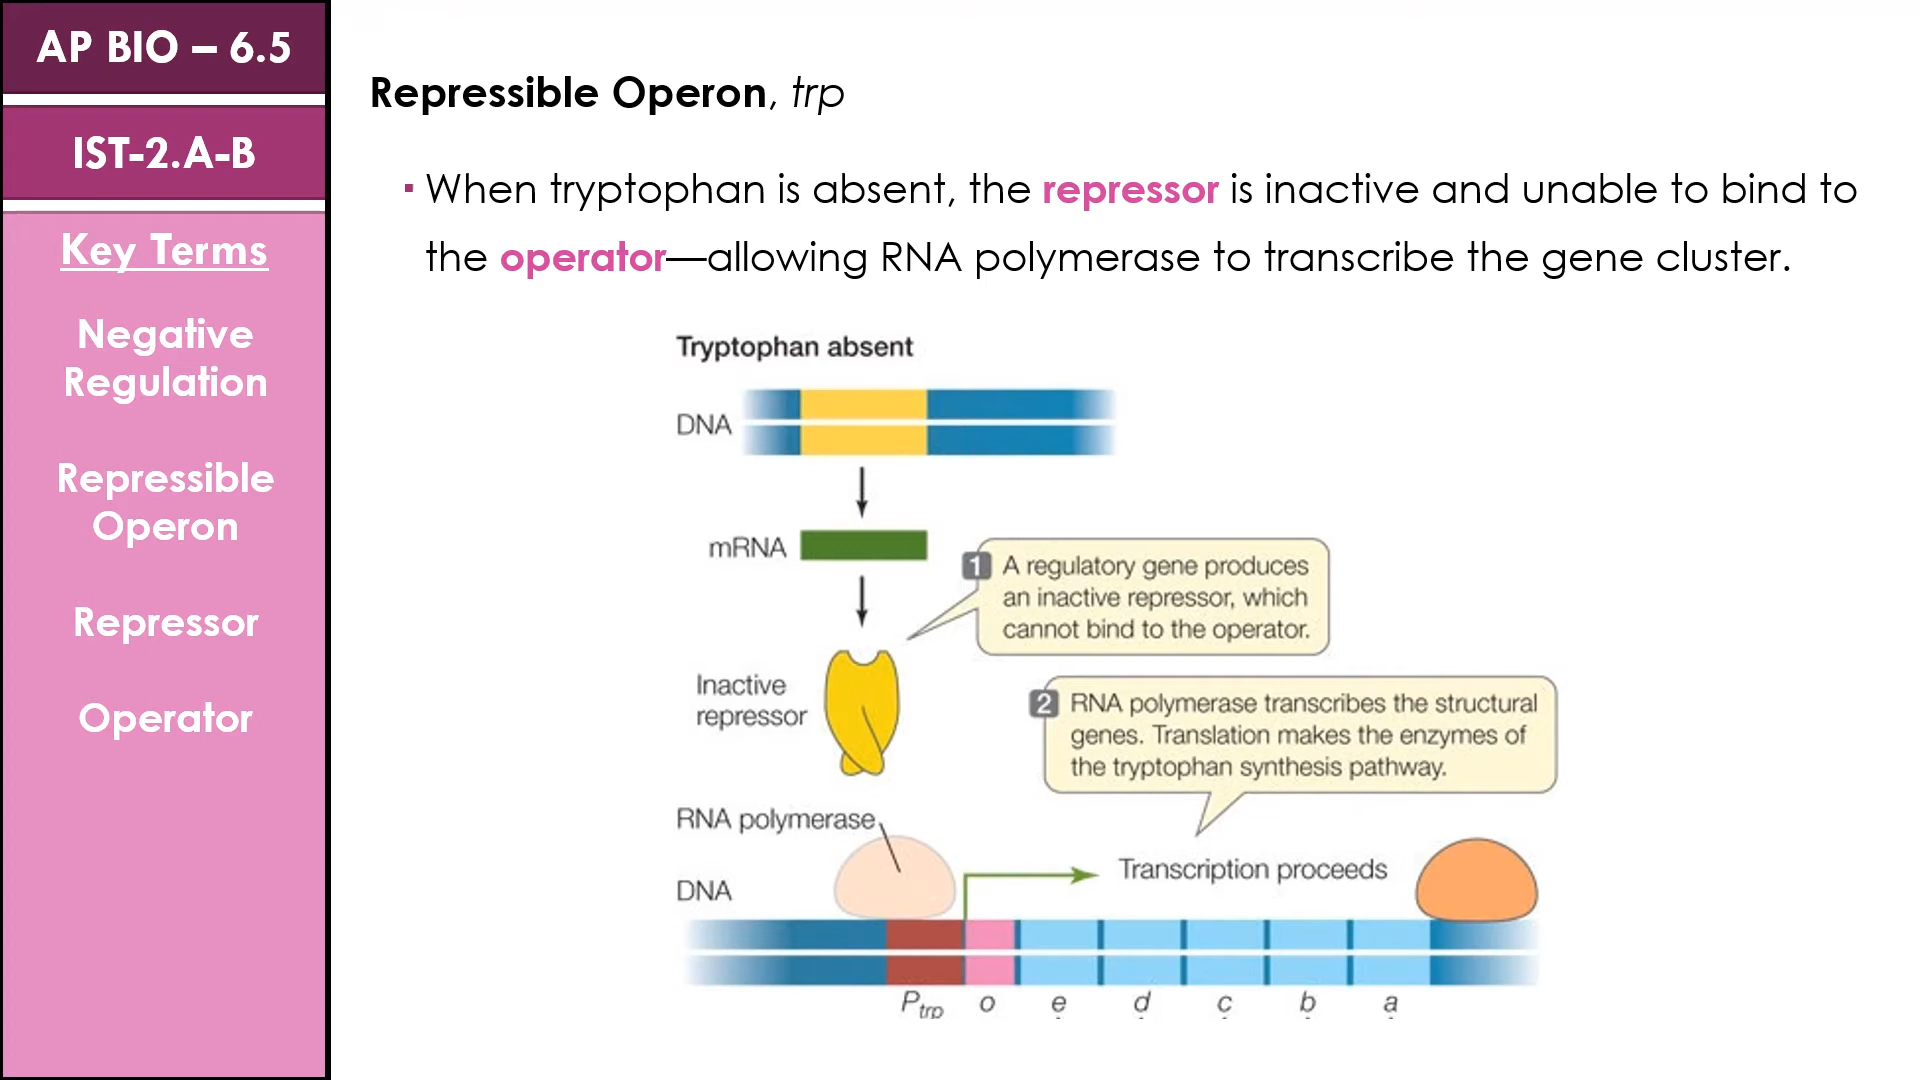 AP BIO – 6.5
IST-2.A-B
Key Terms
Negative
Regulation
Repressible
Operon
Repressor
Operator
Repressible Operon, trp
▪ When tryptophan is absent, the repressor is inactive and unable to bind to
the operator—allowing RNA polymerase to transcribe the gene cluster.
Tryptophan absent
DNA
mRNA
1 A regulatory gene produces
an inactive repressor, which
cannot bind to the operator.
Inactive
repressor
2 RNA polymerase transcribes the structural
genes. Translation makes the enzymes of
the tryptophan synthesis pathway.
RNA polymerase
Transcription proceeds
DNA
Ptrp o e d c b a